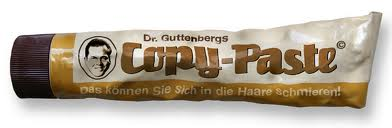 Dr. Guttenbergs
Copy-Paste©
Das können Sie Sich in die Haare schmieren!